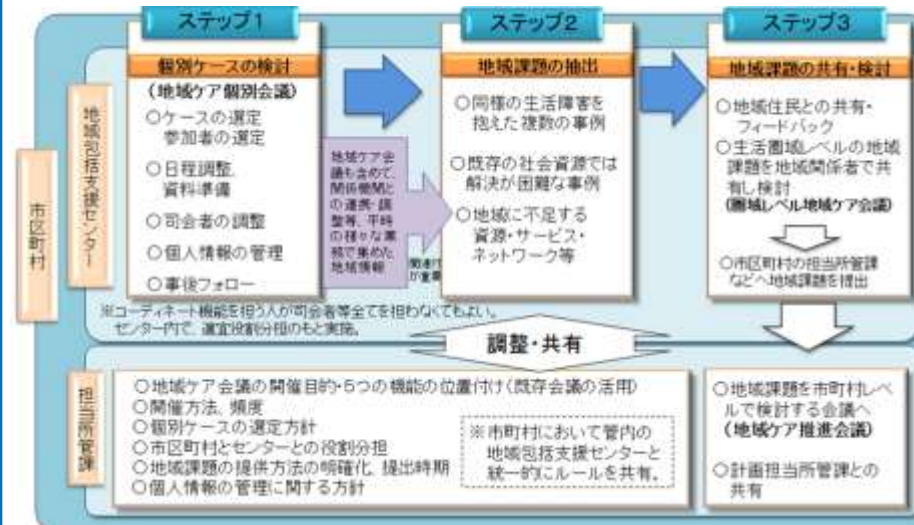 ステップ1
個別ケースの検討
(地域ケア個別会議)
○ケースの選定
参加者の選定
○日程調整、
資料準備
○司会者の調整
○個人情報の管理
○事後フォロー
地域ケア会
議も含めて、
関係機関と
の連携・調
整等、平時
の様々な業
務で集めた
地域情報
ステップ2
地域課題の抽出
○同様の生活障害を
抱えた複数の事例
○既存の社会資源では
解決が困難な事例
○地域に不足する
資源・サービス・
ネットワーク等
関連付
が重要
ステップ3
地域課題の共有・検討
○地域住民との共有・
フィードバック
○生活圏域レベルの地域
課題を地域関係者で共
有し検討
(圏域レベル地域ケア会議)
○市区町村の担当所管課
などへ地域課題を提出
市区町村
地域包括支援センター
※コーディネート機能を担う人が司会者等全てを担わなくてもよい。
センター内で、適宜役割分担のもと実施。
調整・共有
担当所管課
○地域ケア会議の開催目的・5つの機能の位置付け(既存会議の活用)
○開催方法、頻度
○個別ケースの選定方針
○市区町村とセンターとの役割分担
○地域課題の提供方法の明確化、提出時期
○個人情報の管理に関する方針
※市町村において管内の
地域包括支援センターと
統一的にルールを共有。
○地域課題を市町村レベ
ルで検討する会議へ
(地域ケア推進会議)
○計画担当所管課との
共有